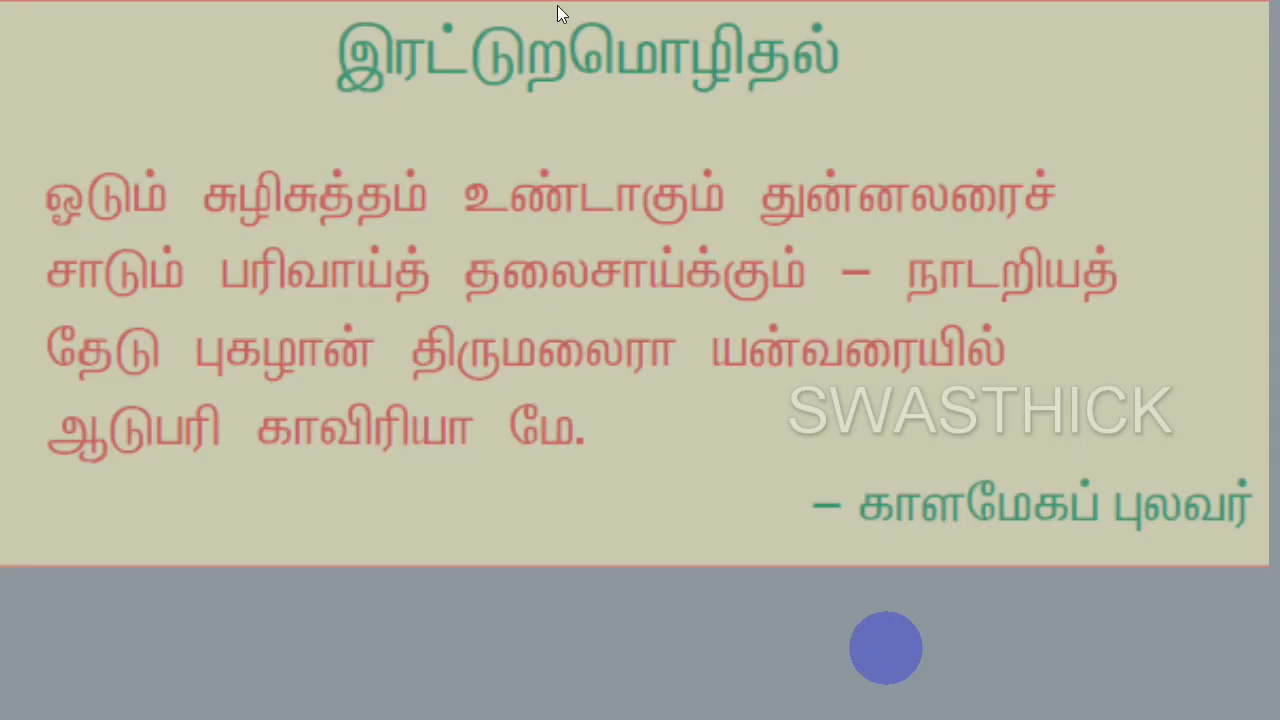 இரட்டுறமொழிதல்
ஓடும் சுழிசுத்தம் உண்டாகும் துன்னலரைச்
சாடும் பரிவாய்த் தலைசாய்க்கும் – நாடறியத்
தேடு புகழான் திருமலைரா யன்வரையில்
ஆடுபரி காவிரியா மே.
SWASTHICK
– காளமேகப் புலவர்